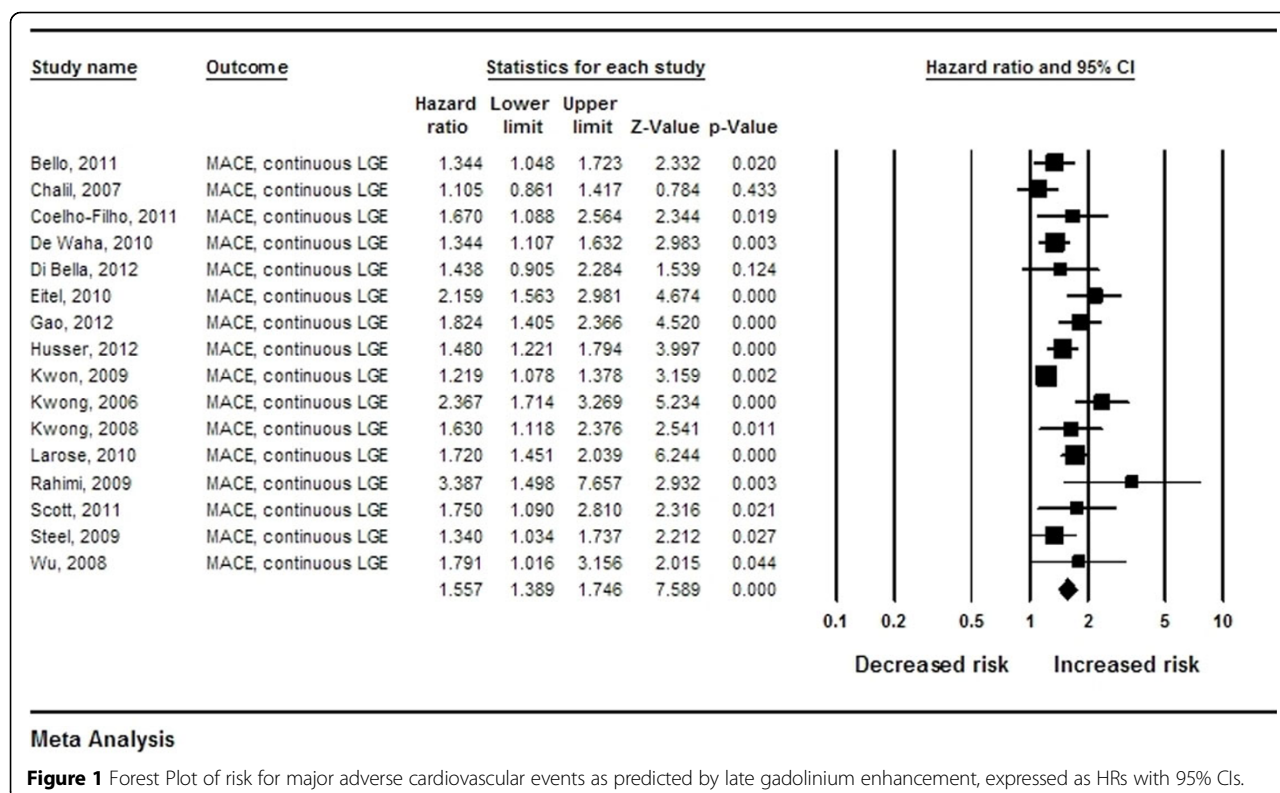 Study name Outcome Statistics for each study Hazard ratio and 95% CI
Hazard Lower Upper
ratio limit limit Z-Value p-Value
Bello, 2011 MACE, continuous LGE 1.344 1.048 1.723 2.332 0.020
Chalil, 2007 MACE, continuous LGE 1.105 0.861 1.417 0.784 0.433
Coelho-Filho, 2011 MACE, continuous LGE 1.670 1.088 2.564 2.344 0.019
De Waha, 2010 MACE, continuous LGE 1.344 1.107 1.632 2.983 0.003
Di Bella, 2012 MACE, continuous LGE 1.438 0.905 2.284 1.539 0.124
Eitel, 2010 MACE, continuous LGE 2.159 1.563 2.981 4.674 0.000
Gao, 2012 MACE, continuous LGE 1.824 1.405 2.366 4.520 0.000
Husser, 2012 MACE, continuous LGE 1.480 1.221 1.794 3.997 0.000
Kwon, 2009 MACE, continuous LGE 1.219 1.078 1.378 3.159 0.002
Kwong, 2006 MACE, continuous LGE 2.367 1.714 3.269 5.234 0.000
Kwong, 2008 MACE, continuous LGE 1.630 1.118 2.376 2.541 0.011
Larose, 2010 MACE, continuous LGE 1.720 1.451 2.039 6.244 0.000
Rahimi, 2009 MACE, continuous LGE 3.387 1.498 7.657 2.932 0.003
Scott, 2011 MACE, continuous LGE 1.750 1.090 2.810 2.316 0.021
Steel, 2009 MACE, continuous LGE 1.340 1.034 1.737 2.212 0.027
Wu, 2008 MACE, continuous LGE 1.791 1.016 3.156 2.015 0.044
1.557 1.389 1.746 7.589 0.000
0.1 0.2 0.5 1 2 5 10
Decreased risk Increased risk
Meta Analysis
Figure 1 Forest Plot of risk for major adverse cardiovascular events as predicted by late gadolinium enhancement, expressed as HRs with 95% CIs.